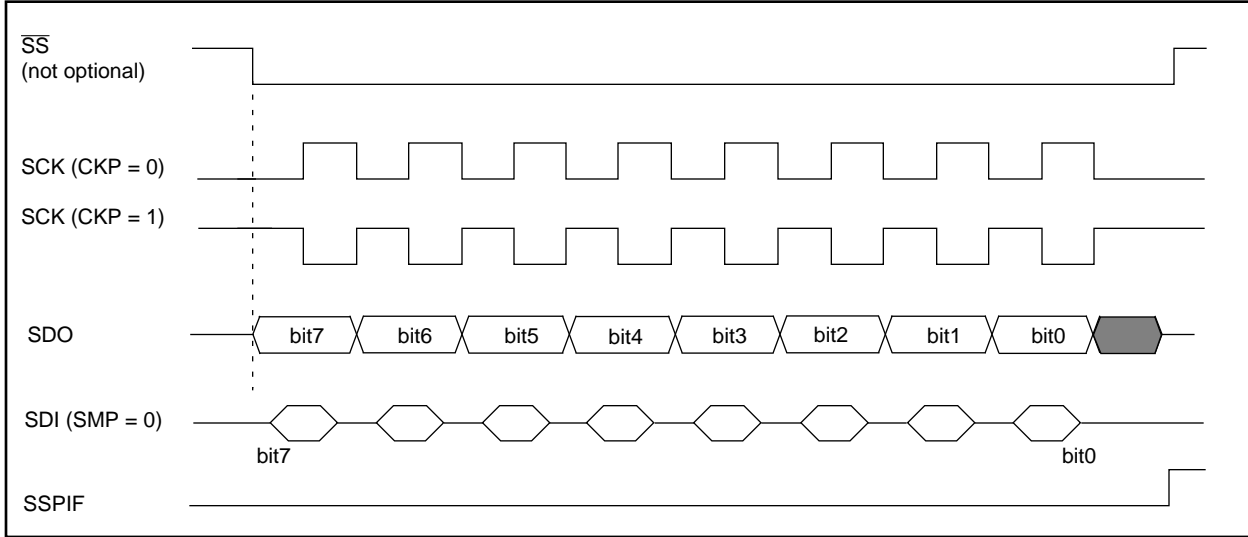 S̅S̅
(not optional)
SCK (CKP = 0)
SCK (CKP = 1)
SDO bit7 bit6 bit5 bit4 bit3 bit2 bit1 bit0
SDI (SMP = 0)
bit7 bit0
SSPIF